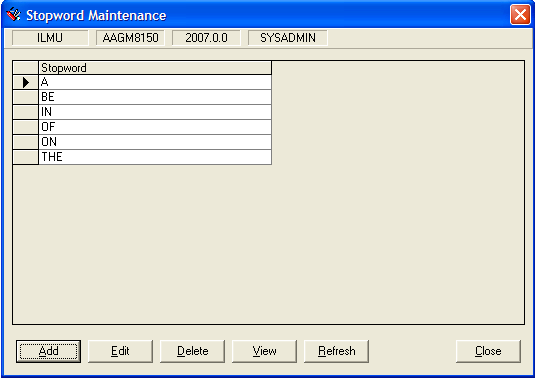 Stopword Maintenance
ILMU AAGM8150 2007.0.0 SYSADMIN
Stopword
A
BE
IN
OF
ON
THE
Add Edit Delete View Refresh Close